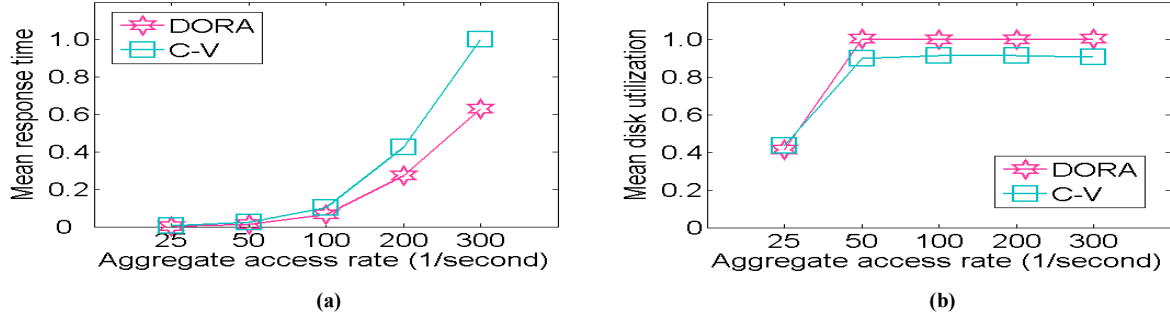 Mean response time
1.0
0.8
0.6
0.4
0.2
0
DORA
C-V
25 50 100 200 300
Aggregate access rate (1/second)
(a)
Mean disk utilization
1.0
0.8
0.6
0.4
0.2
0
DORA
C-V
25 50 100 200 300
Aggregate access rate (1/second)
(b)